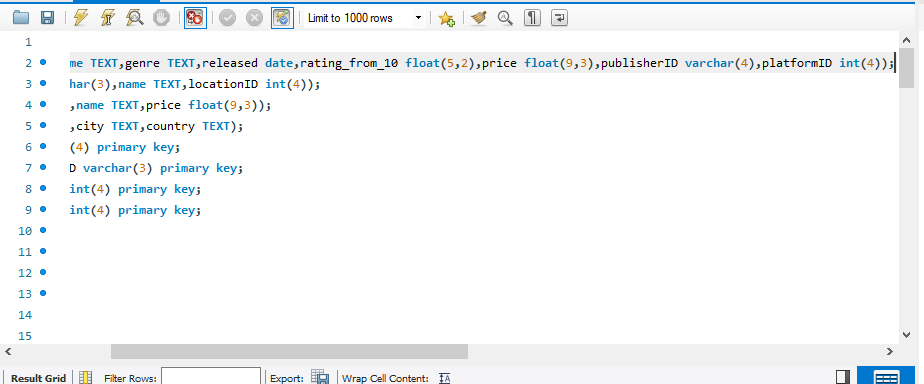 Limit to 1000 rows
1
2 me TEXT,genre TEXT,released date,rating_from_10 float(5,2),price float(9,3),publisherID varchar(4),platformID int(4));
3 har(3),name TEXT,locationID int(4));
4 ,name TEXT,price float(9,3));
5 ,city TEXT,country TEXT);
6 (4) primary key;
7 D varchar(3) primary key;
8 int(4) primary key;
9 int(4) primary key;
10
11
12
13
14
15
Result Grid Filter Rows: Export: Wrap Cell Content: IA